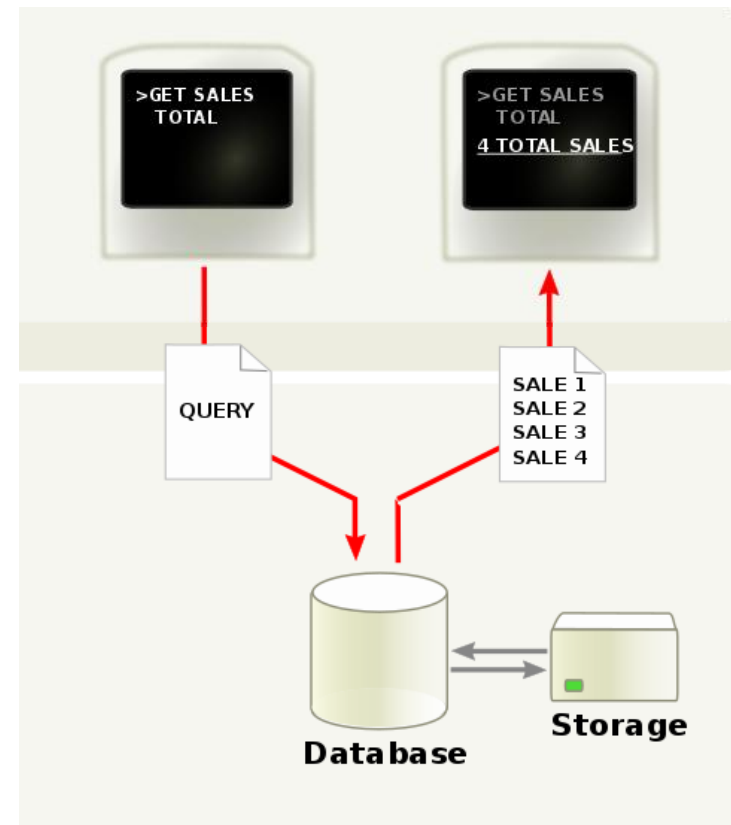 >GET SALES
TOTAL
>GET SALES
TOTAL
4 TOTAL SALES
QUERY
SALE 1
SALE 2
SALE 3
SALE 4
Database
Storage